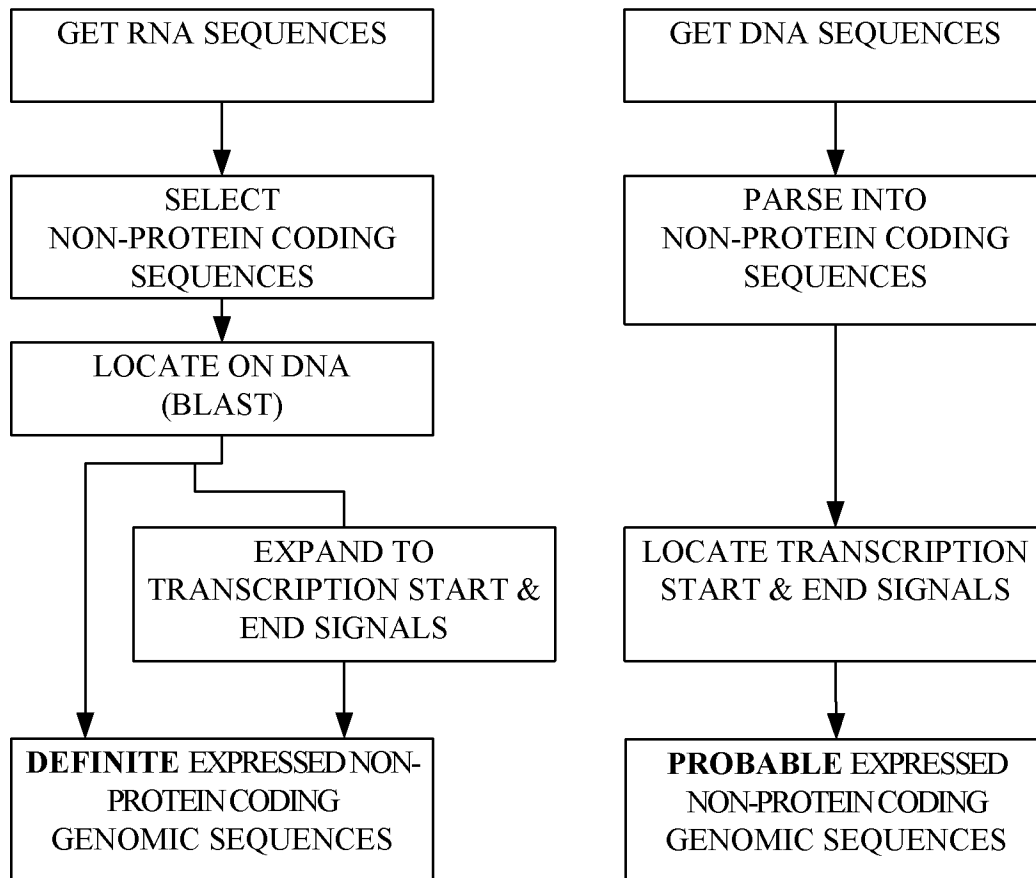 GET RNA SEQUENCES
SELECT
NON-PROTEIN CODING
SEQUENCES
LOCATE ON DNA
(BLAST)
EXPAND TO
TRANSCRIPTION START &
END SIGNALS
DEFINITE EXPRESSED NON-
PROTEIN CODING
GENOMIC SEQUENCES
GET DNA SEQUENCES
PARSE INTO
NON-PROTEIN CODING
SEQUENCES
LOCATE TRANSCRIPTION
START & END SIGNALS
PROBABLE EXPRESSED
NON-PROTEIN CODING
GENOMIC SEQUENCES